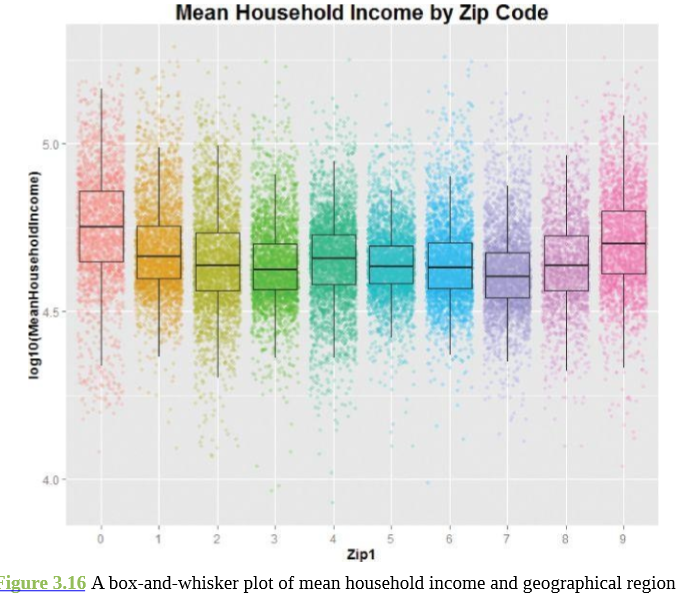 Mean Household Income by Zip Code
log10(MeanHouseholdIncome)
5.0
4.5
4.0
0 1 2 3 4 5 6 7 8 9
Zip1
Figure 3.16 A box-and-whisker plot of mean household income and geographical region